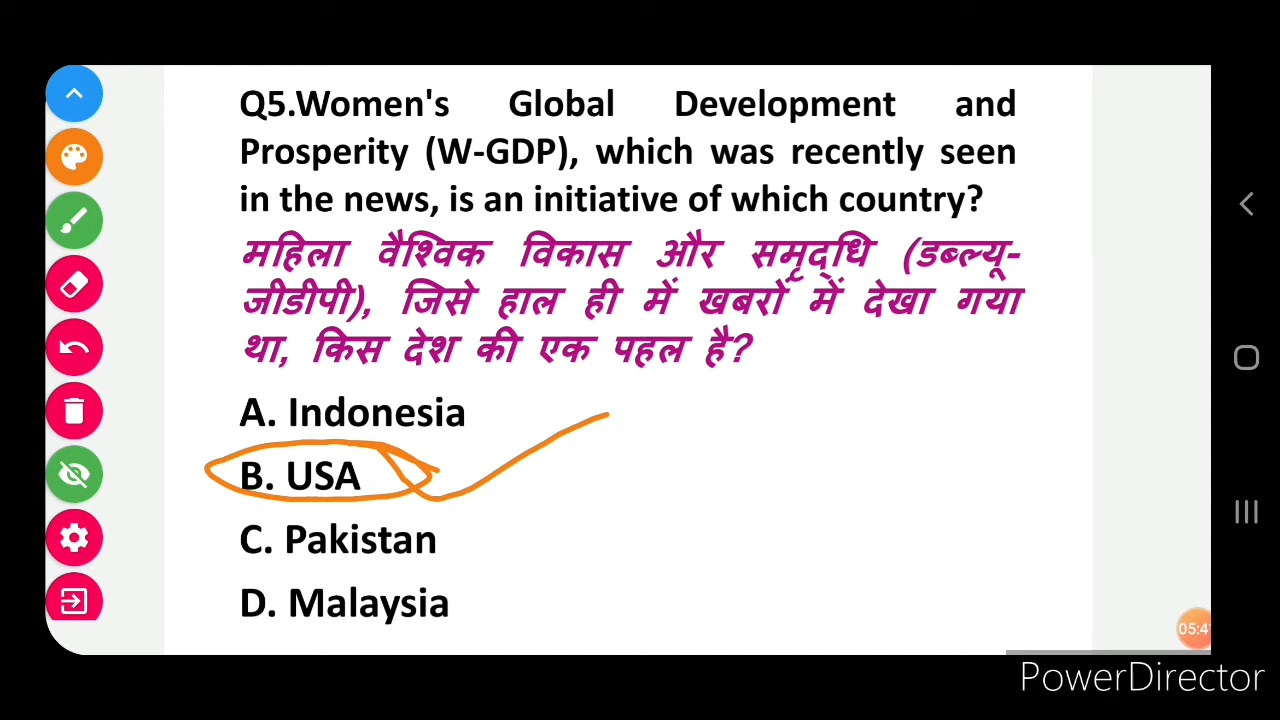 Q5.Women's Global Development and
Prosperity (W-GDP), which was recently seen
in the news, is an initiative of which country?
महिला वैश्विक विकास और समृद्धि (डब्ल्यू-
जीडीपी), जिसे हाल ही में खबरों में देखा गया
था, किस देश की एक पहल है?
A. Indonesia
B. USA
C. Pakistan
D. Malaysia
PowerDirector